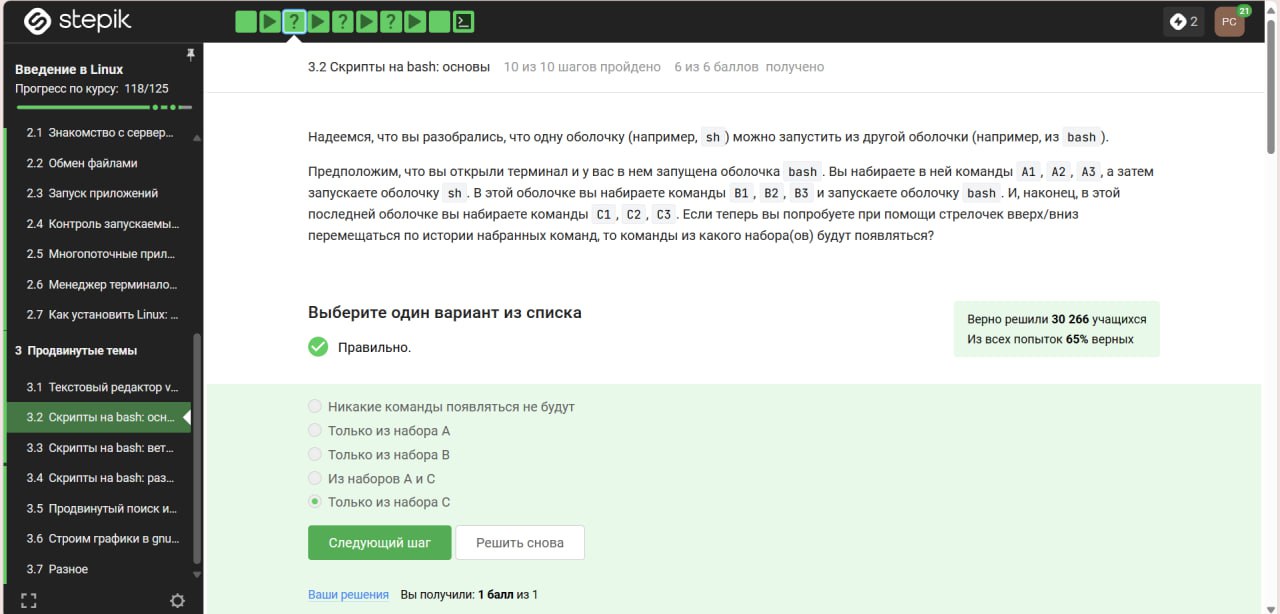 stepik
2
РС
21
Введение в Linux
Прогресс по курсу: 118/125
2.1 Знакомство с сервер...
2.2 Обмен файлами
2.3 Запуск приложений
2.4 Контроль запускаемы...
2.5 Многопоточные прил...
2.6 Менеджер терминало...
2.7 Как установить Linux: ...
3 Продвинутые темы
3.1 Текстовый редактор v...
3.2 Скрипты на bash: осн...
3.3 Скрипты на bash: вет...
3.4 Скрипты на bash: раз...
3.5 Продвинутый поиск и...
3.6 Строим графики в gnu...
3.7 Разное
3.2 Скрипты на bash: основы 10 из 10 шагов пройдено 6 из 6 баллов получено
Надеемся, что вы разобрались, что одну оболочку (например, sh ) можно запустить из другой оболочки (например, из bash ).
Предположим, что вы открыли терминал и у вас в нем запущена оболочка bash . Вы набираете в ней команды A1 , A2 , A3 , а затем
запускаете оболочку sh . В этой оболочке вы набираете команды B1 , B2 , B3 и запускаете оболочку bash . И, наконец, в этой
последней оболочке вы набираете команды C1 , C2 , C3 . Если теперь вы попробуете при помощи стрелочек вверх/вниз
перемещаться по истории набранных команд, то команды из какого набора(ов) будут появляться?
Выберите один вариант из списка
Правильно.
Верно решили 30 266 учащихся
Из всех попыток 65% верных
Никакие команды появляться не будут
Только из набора A
Только из набора B
Из наборов A и C
Только из набора C
Следующий шаг
Решить снова
Ваши решения Вы получили: 1 балл из 1